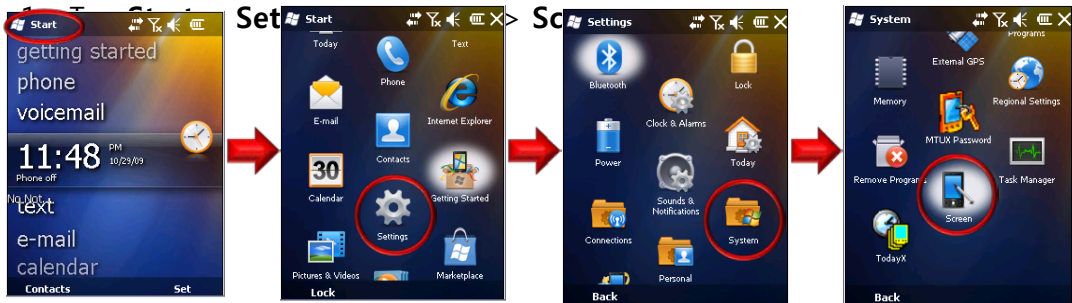 Start
getting started
phone
voicemail
11:48 PM
10/29/09
Phone off
text
e-mail
calendar
Contacts Set
Start
Today Text
Phone
E-mail Internet Explorer
Contacts
30
Calendar Getting Started
Settings
Pictures & Videos Marketplace
Lock
Settings
Bluetooth Lock
Clock & Alarms
Power Today
Sounds &
Notifications
Connections System
Personal
Back
System
Programs
External GPS
Memory Regional Settings
MTUX Password
Remove Programs Task Manager
Screen
TodayX
Back